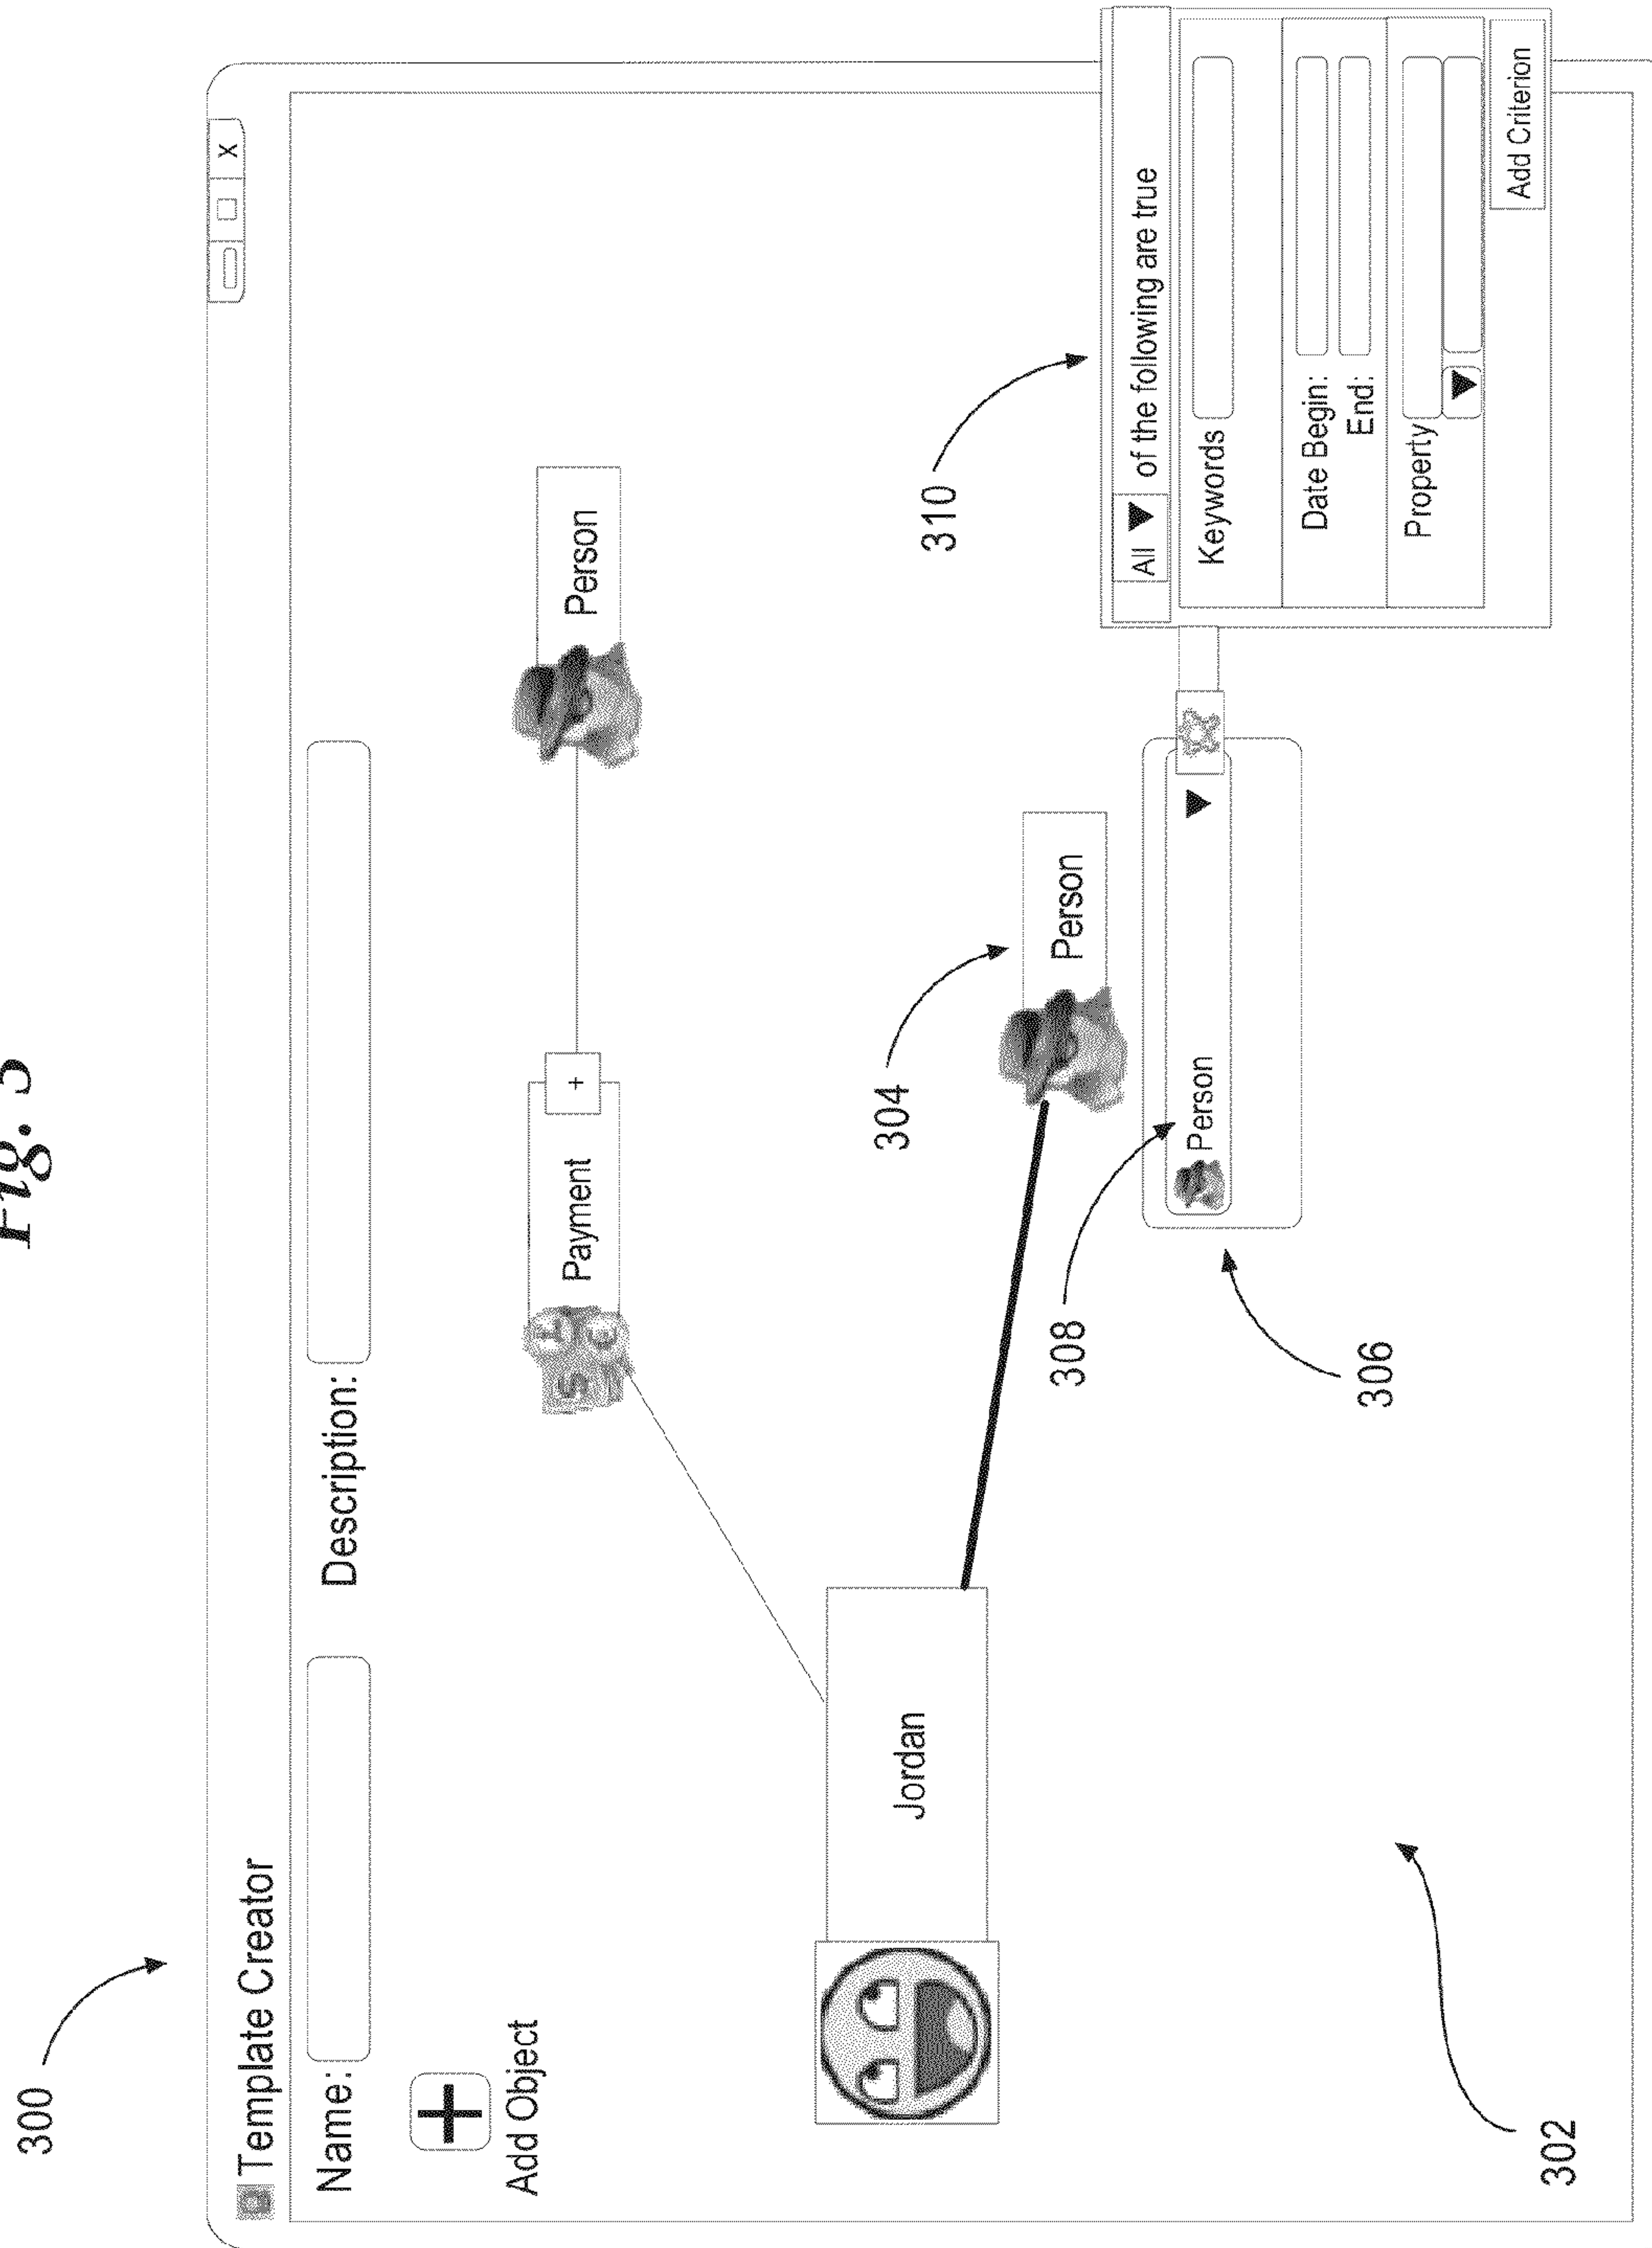 Fig. 3
300
Template Creator
X
Name:
Description:
Add Object
Payment
+
Person
Jordan
304
Person
308
306
Person
310
All ▼ of the following are true
Keywords
Date Begin:
End:
Property
Add Criterion
302